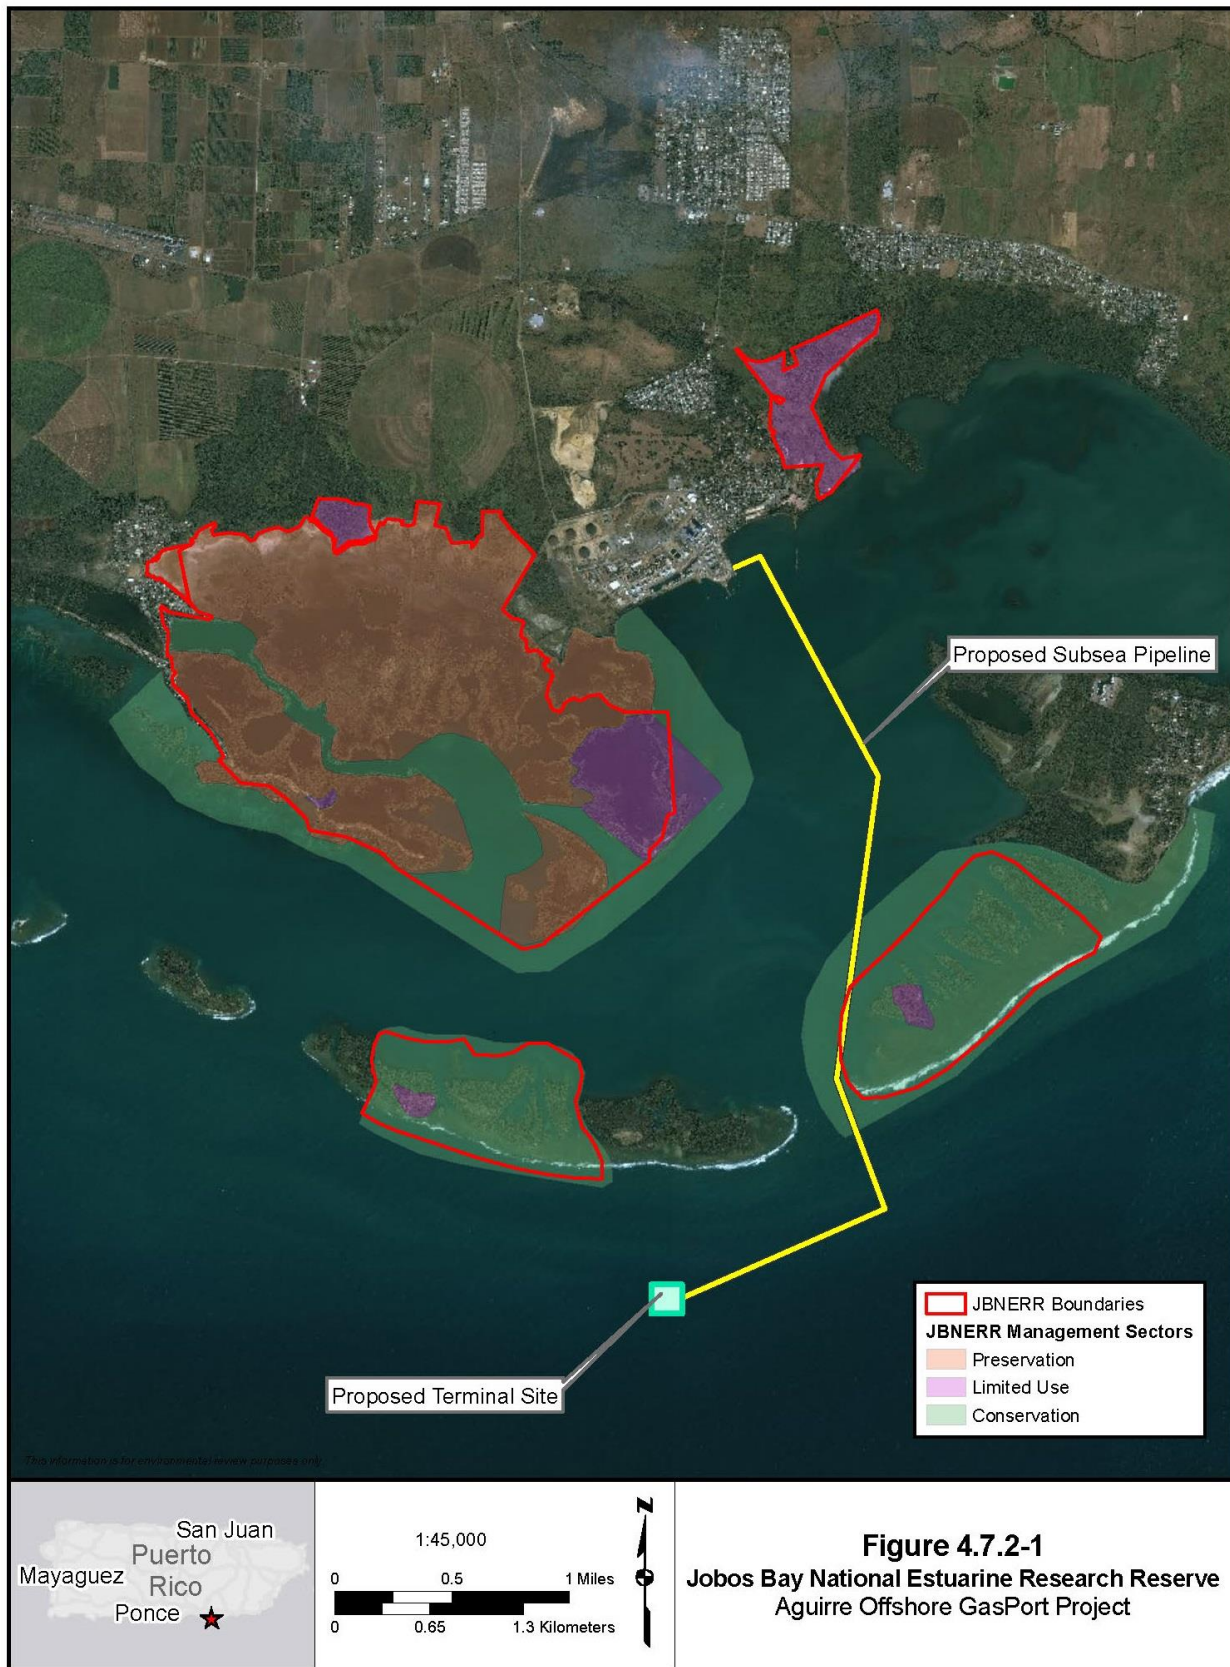 Proposed Subsea Pipeline
Proposed Terminal Site
JBNERR Boundaries
JBNERR Management Sectors
Preservation
Limited Use
Conservation
This information is for environmental review purposes only.
San Juan
Puerto
Rico
Mayaguez
Ponce
1:45,000
0 0.5 1 Miles
0 0.65 1.3 Kilometers
N
Figure 4.7.2-1
Jobos Bay National Estuarine Research Reserve
Aguirre Offshore GasPort Project